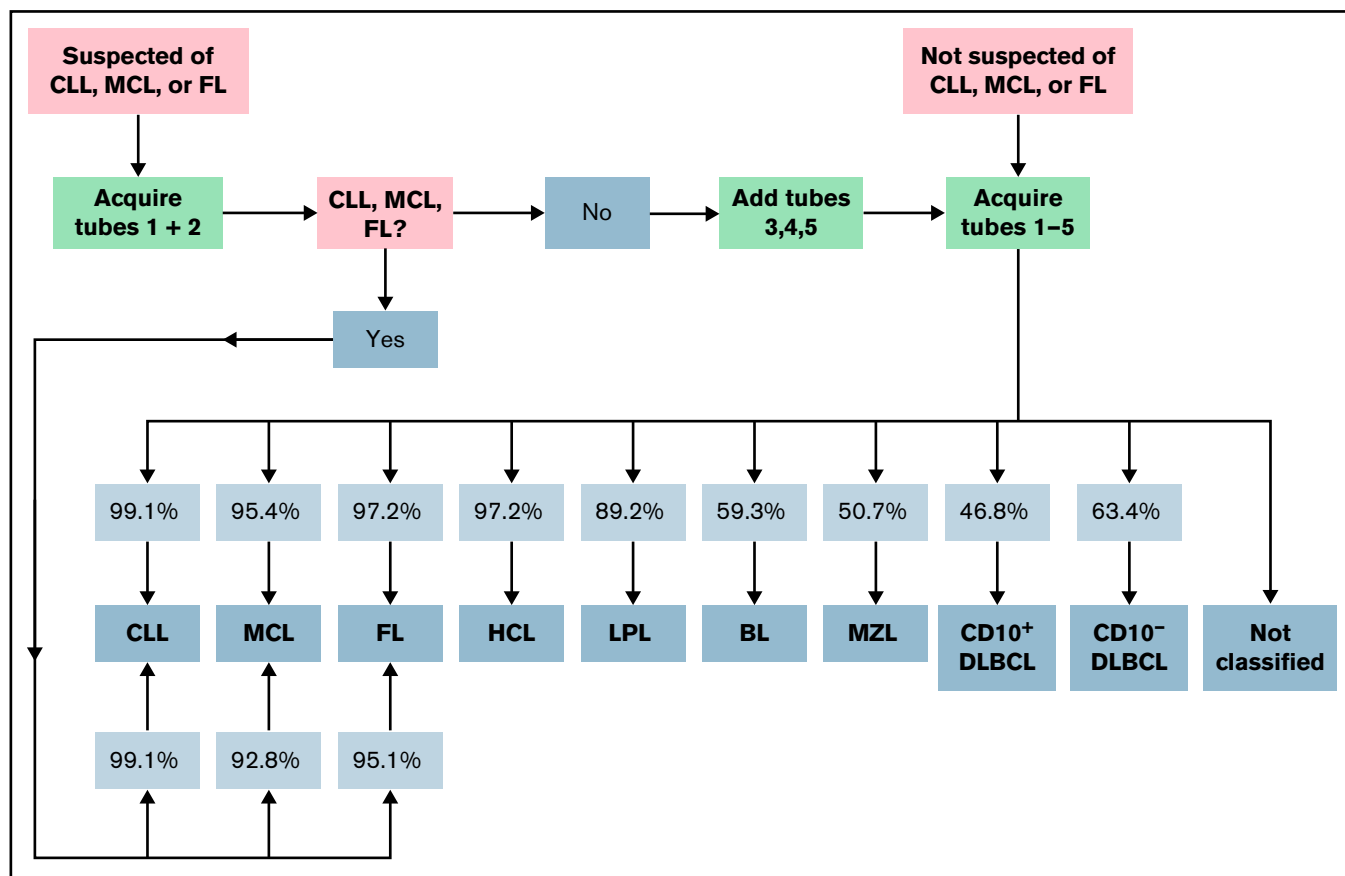 Suspected of
CLL, MCL, or FL
Not suspected of
CLL, MCL, or FL
Acquire
tubes 1 + 2
CLL, MCL,
FL?
No
Add tubes
3,4,5
Acquire
tubes 1–5
Yes
99.1%
95.4%
97.2%
97.2%
89.2%
59.3%
50.7%
46.8%
63.4%
CLL
MCL
FL
HCL
LPL
BL
MZL
CD10⁺
DLBCL
CD10⁻
DLBCL
Not
classified
99.1%
92.8%
95.1%